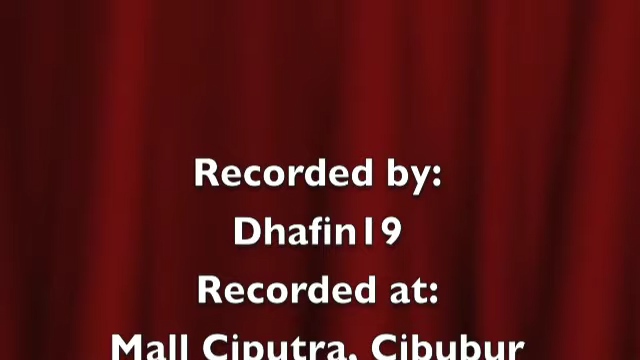 Recorded by:
Dhafin19
Recorded at:
Mall Ciputra, Cibubur